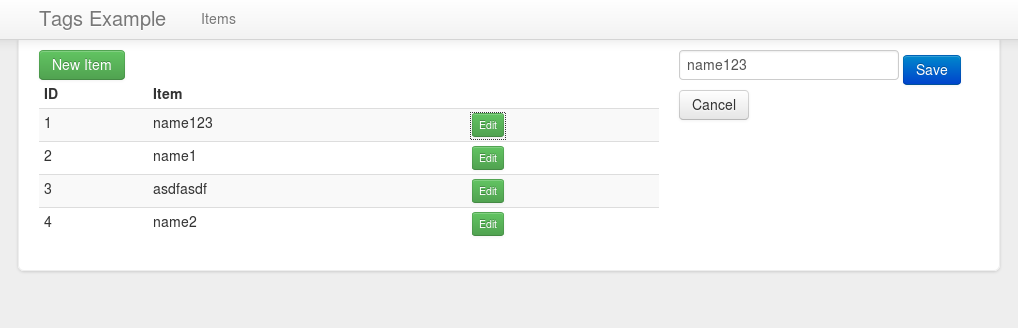 Tags Example Items
New Item
ID Item
1 name123 Edit
2 name1 Edit
3 asdfasdf Edit
4 name2 Edit
name123 Save
Cancel